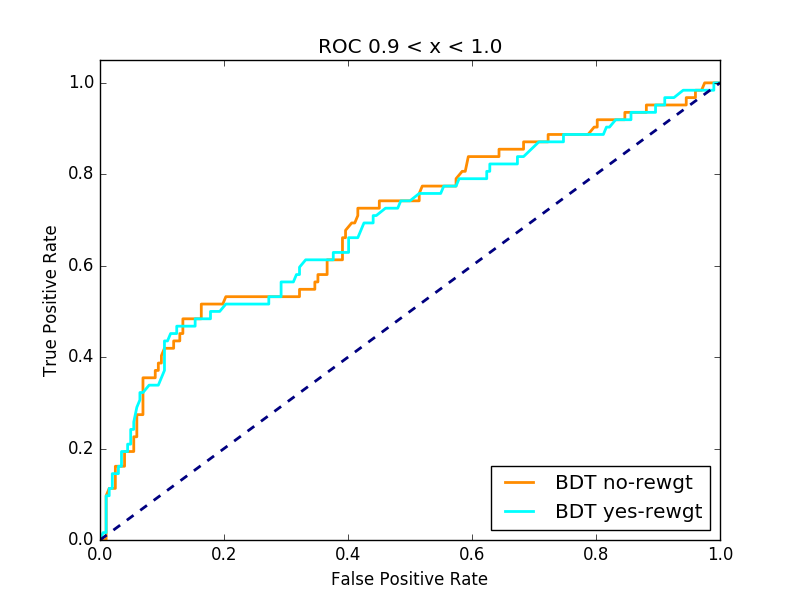 ROC 0.9 < x < 1.0
True Positive Rate
1.0
0.8
0.6
0.4
0.2
0.0
0.0 0.2 0.4 0.6 0.8 1.0
False Positive Rate
BDT no-rewgt
BDT yes-rewgt